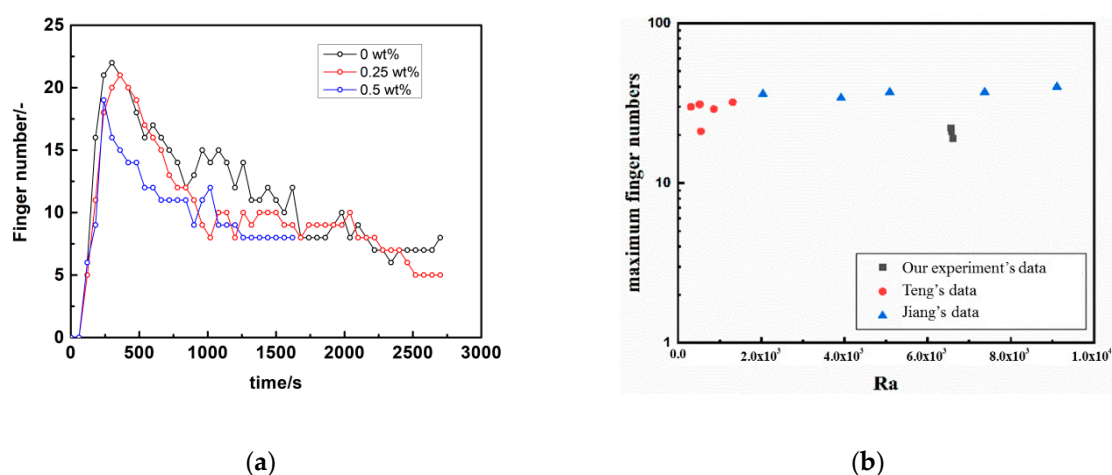 25
20
15
10
5
0
Finger number/-
0 wt%
0.25 wt%
0.5 wt%
0 500 1000 1500 2000 2500 3000
time/s
(a)
100
10
1
maximum finger numbers
Our experiment's data
Teng's data
Jiang's data
0.0 2.0x10³ 4.0x10³ 6.0x10³ 8.0x10³ 1.0x10⁴
Ra
(b)